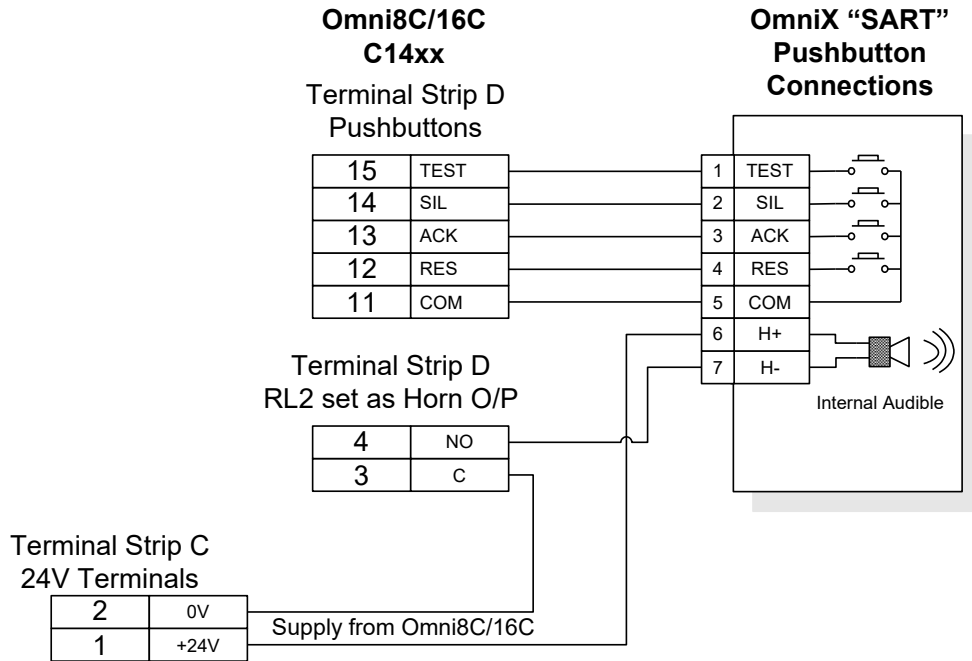 Omni8C/16C
C14xx
Terminal Strip D
Pushbuttons
15 TEST
14 SIL
13 ACK
12 RES
11 COM
OmniX “SART”
Pushbutton
Connections
1 TEST
2 SIL
3 ACK
4 RES
5 COM
6 H+
7 H-
Internal Audible
Terminal Strip D
RL2 set as Horn O/P
4 NO
3 C
Terminal Strip C
24V Terminals
2 0V
1 +24V
Supply from Omni8C/16C